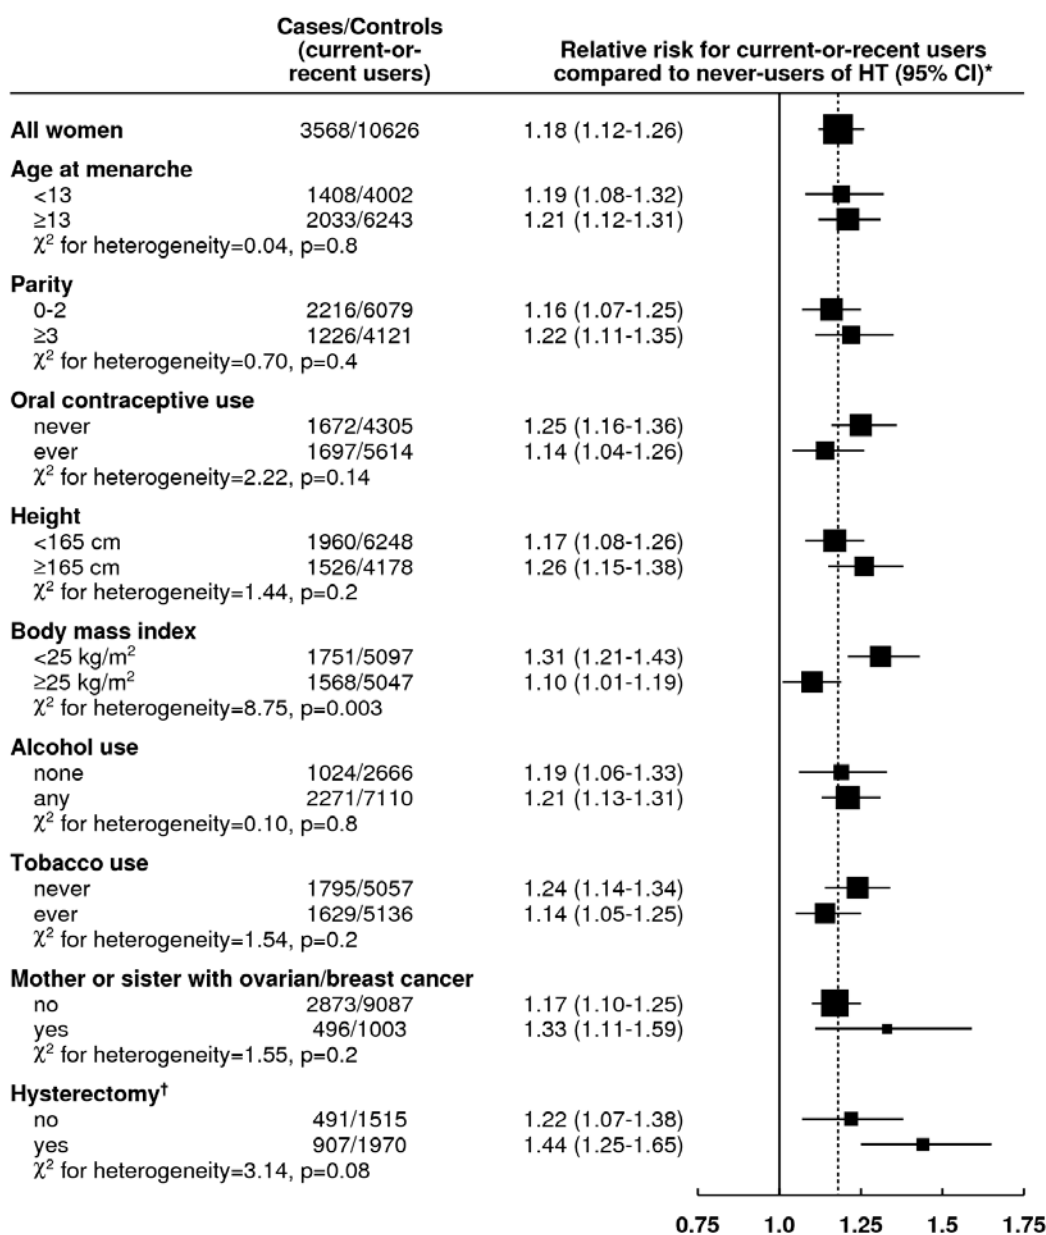 Cases/Controls
(current-or-
recent users)
Relative risk for current-or-recent users
compared to never-users of HT (95% CI)*
All women 3568/10626 1.18 (1.12-1.26)
Age at menarche
<13 1408/4002 1.19 (1.08-1.32)
≥13 2033/6243 1.21 (1.12-1.31)
χ² for heterogeneity=0.04, p=0.8
Parity
0-2 2216/6079 1.16 (1.07-1.25)
≥3 1226/4121 1.22 (1.11-1.35)
χ² for heterogeneity=0.70, p=0.4
Oral contraceptive use
never 1672/4305 1.25 (1.16-1.36)
ever 1697/5614 1.14 (1.04-1.26)
χ² for heterogeneity=2.22, p=0.14
Height
<165 cm 1960/6248 1.17 (1.08-1.26)
≥165 cm 1526/4178 1.26 (1.15-1.38)
χ² for heterogeneity=1.44, p=0.2
Body mass index
<25 kg/m² 1751/5097 1.31 (1.21-1.43)
≥25 kg/m² 1568/5047 1.10 (1.01-1.19)
χ² for heterogeneity=8.75, p=0.003
Alcohol use
none 1024/2666 1.19 (1.06-1.33)
any 2271/7110 1.21 (1.13-1.31)
χ² for heterogeneity=0.10, p=0.8
Tobacco use
never 1795/5057 1.24 (1.14-1.34)
ever 1629/5136 1.14 (1.05-1.25)
χ² for heterogeneity=1.54, p=0.2
Mother or sister with ovarian/breast cancer
no 2873/9087 1.17 (1.10-1.25)
yes 496/1003 1.33 (1.11-1.59)
χ² for heterogeneity=1.55, p=0.2
Hysterectomy†
no 491/1515 1.22 (1.07-1.38)
yes 907/1970 1.44 (1.25-1.65)
χ² for heterogeneity=3.14, p=0.08
0.75 1.0 1.25 1.5 1.75